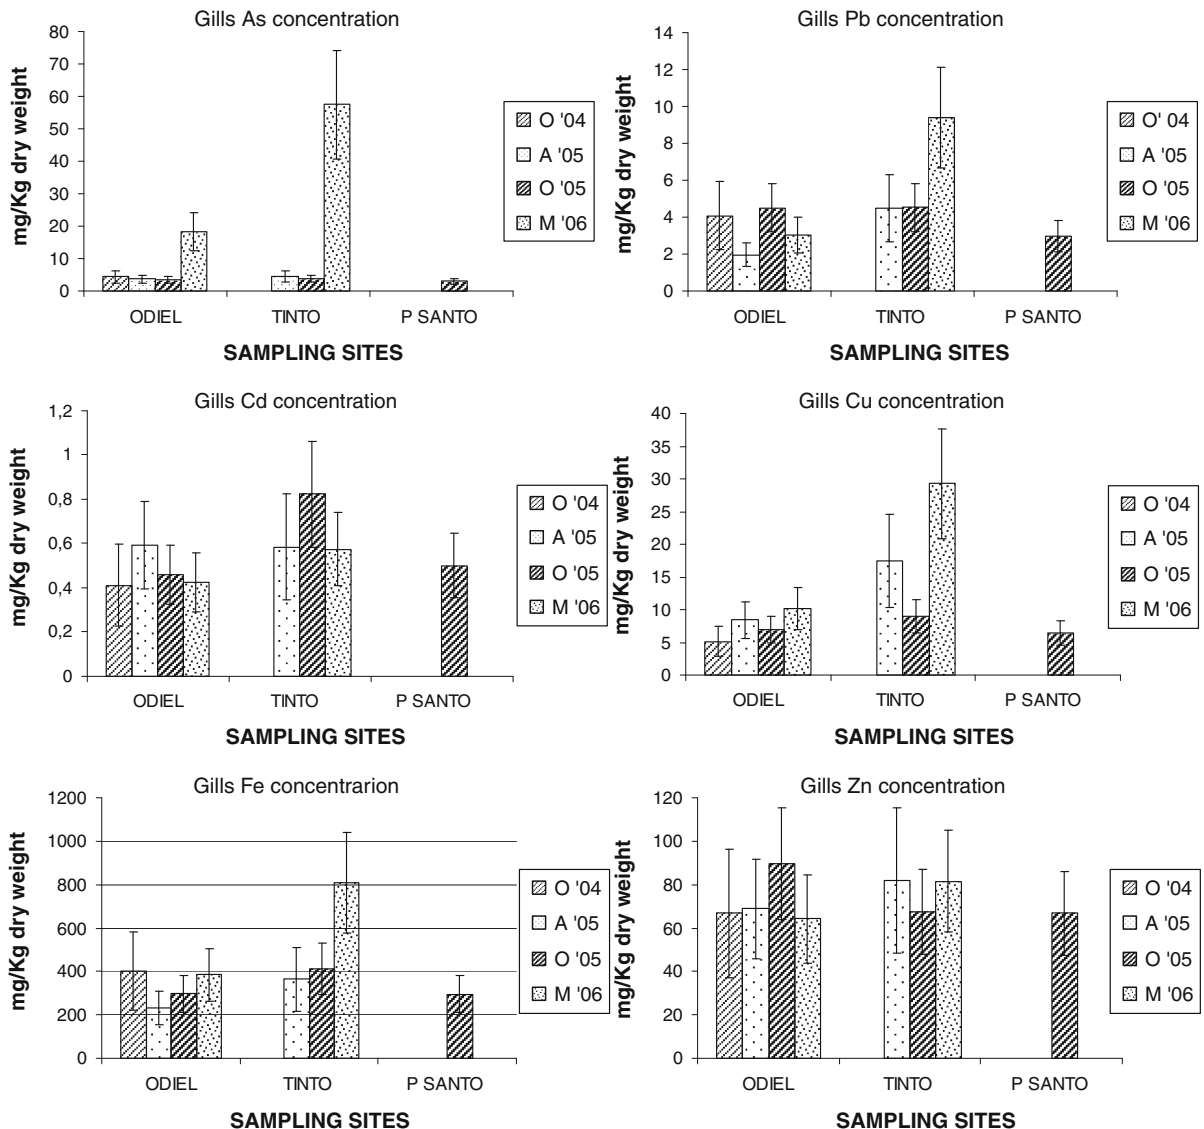 Gills As concentration
mg/Kg dry weight
80
70
60
50
40
30
20
10
0
ODIEL TINTO P SANTO
SAMPLING SITES
O '04
A '05
O '05
M '06
Gills Pb concentration
mg/Kg dry weight
14
12
10
8
6
4
2
0
ODIEL TINTO P SANTO
SAMPLING SITES
O' 04
A '05
O '05
M '06
Gills Cd concentration
mg/Kg dry weight
1,2
1
0,8
0,6
0,4
0,2
0
ODIEL TINTO P SANTO
SAMPLING SITES
O '04
A '05
O '05
M '06
Gills Cu concentration
mg/Kg dry weight
40
35
30
25
20
15
10
5
0
ODIEL TINTO P SANTO
SAMPLING SITES
O '04
A '05
O '05
M '06
Gills Fe concentrarion
mg/Kg dry weight
1200
1000
800
600
400
200
0
ODIEL TINTO P SANTO
SAMPLING SITES
O '04
A '05
O '05
M '06
Gills Zn concentration
mg/Kg dry weight
120
100
80
60
40
20
0
ODIEL TINTO P SANTO
SAMPLING SITES
O '04
A '05
O '05
M '06